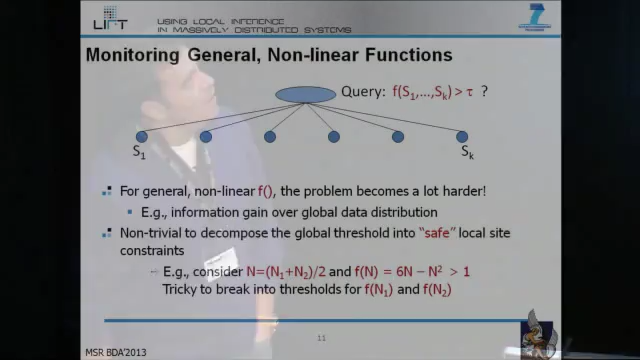 LIFT
USING LOCAL INFERENCE
IN MASSIVELY DISTRIBUTED SYSTEMS
Monitoring General, Non-linear Functions
Query: f(S1,…,Sk) > τ ?
S1
Sk
For general, non-linear f(), the problem becomes a lot harder!
E.g., information gain over global data distribution
Non-trivial to decompose the global threshold into "safe" local site
constraints
– E.g., consider N=(N1+N2)/2 and f(N) = 6N – N² > 1
Tricky to break into thresholds for f(N1) and f(N2)
11
MSR BDA'2013